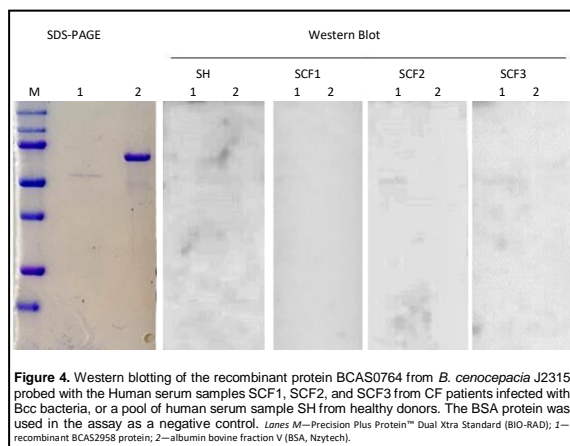 SDS-PAGE Western Blot
SH SCF1 SCF2 SCF3
M 1 2 1 2 1 2 1 2 1 2
Figure 4. Western blotting of the recombinant protein BCAS0764 from B. cenocepacia J2315
probed with the Human serum samples SCF1, SCF2, and SCF3 from CF patients infected with
Bcc bacteria, or a pool of human serum sample SH from healthy donors. The BSA protein was
used in the assay as a negative control. Lanes M—Precision Plus Protein™ Dual Xtra Standard (BIO-RAD); 1—
recombinant BCAS2958 protein; 2—albumin bovine fraction V (BSA, Nzytech).